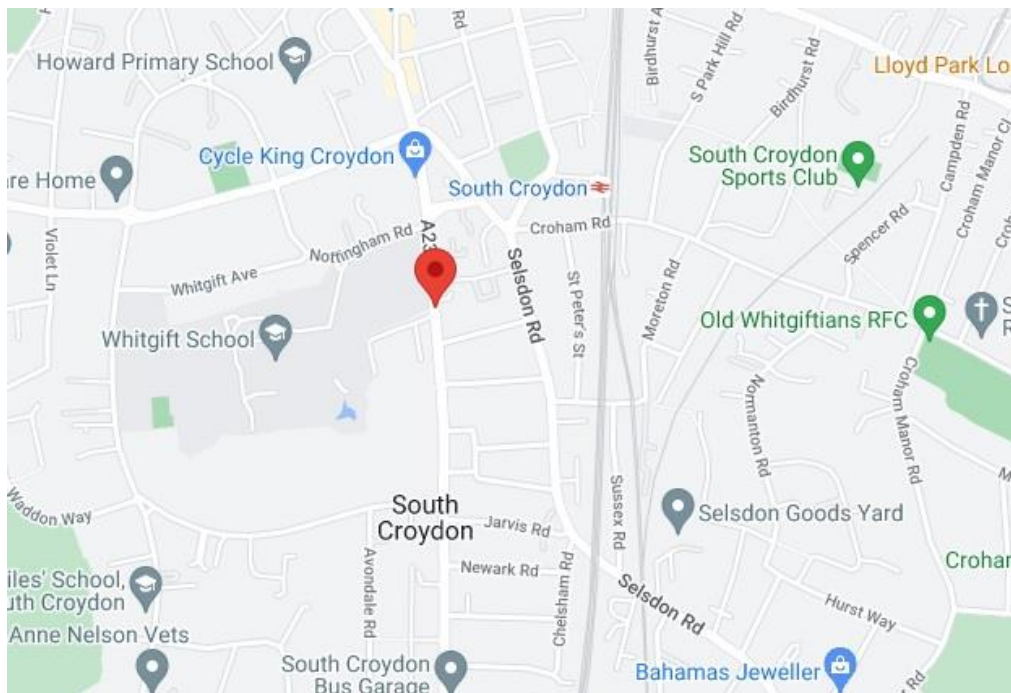 Howard Primary School
Cycle King Croydon
are Home
Violet Ln
Whitgift Ave
Nottingham Rd
A23
Whitgift School
Waddon Way
South
Croydon
iles' School,
uth Croydon
Anne Nelson Vets
South Croydon
Bus Garage
Avondale Rd
Jarvis Rd
Newark Rd
Chelsham Rd
Selsdon Rd
South Croydon
Croham Rd
St Peter's St
Birdhurst A
S Park Hill Rd
Birdhurst Rd
Lloyd Park Lo
South Croydon
Sports Club
Campden Rd
Croham Manor Cl
Croh
Spencer Rd
Moreton Rd
Old Whitgiftians RFC
S
R
Normanton Rd
Croham Manor Rd
M
Sussex Rd
Selsdon Goods Yard
Selsdon Rd
Croha
Hurst Way
Bahamas Jeweller
Rd